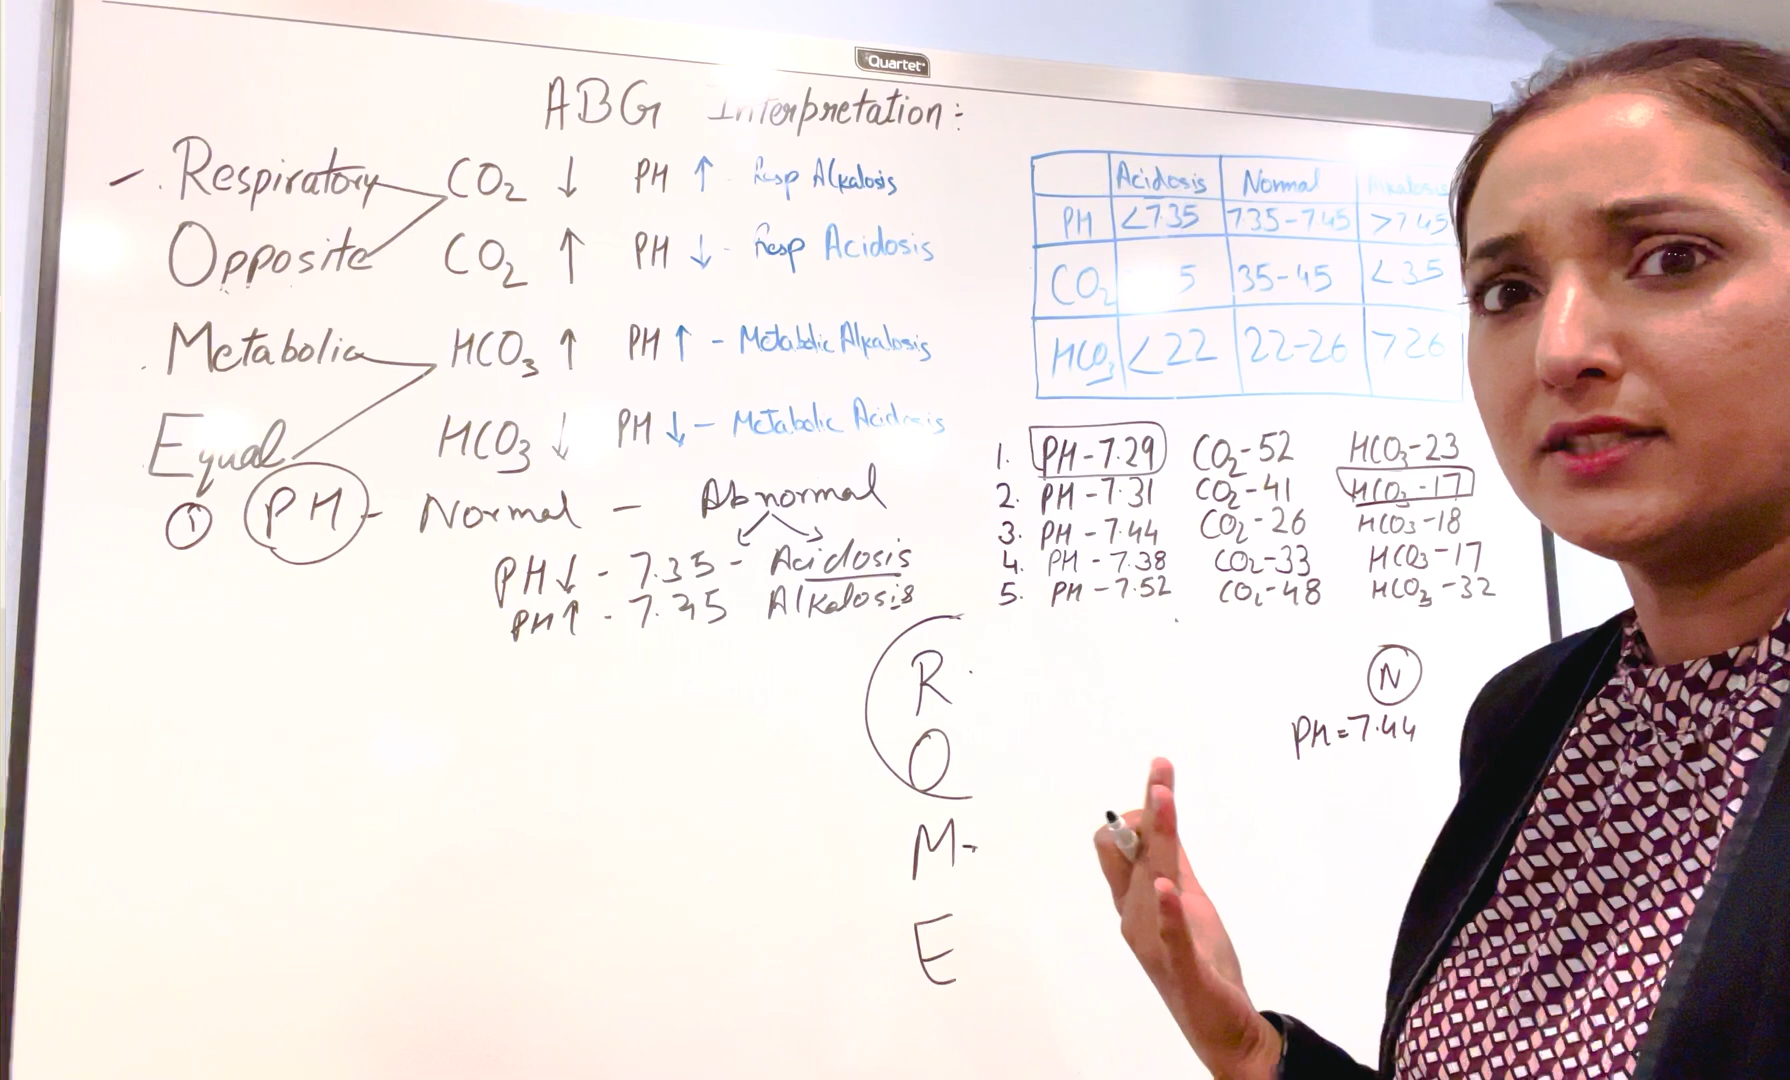 Quartet
ABG Interpretation:
Respiratory CO2 ↓ PH ↑ - Resp Alkalosis
Opposite CO2 ↑ PH ↓ - Resp Acidosis
Metabolic HCO3 ↑ PH ↑ - Metabolic Alkalosis
Equal HCO3 ↓ PH ↓ - Metabolic Acidosis
① PH - Normal - Abnormal
PH ↓ - 7.35 - Acidosis
PH ↑ - 7.45 Alkalosis
Acidosis Normal Alkalosis
PH <7.35 7.35-7.45 >7.45
CO2 5 35-45 <35
HCO3 <22 22-26 >26
1. PH-7.29 CO2-52 HCO3-23
2. PH-7.31 CO2-41 HCO3-17
3. PH-7.44 CO2-26 HCO3-18
4. PH-7.38 CO2-33 HCO3-17
5. PH-7.52 CO2-48 HCO3-32
R
O
M-
E
N
PH=7.44